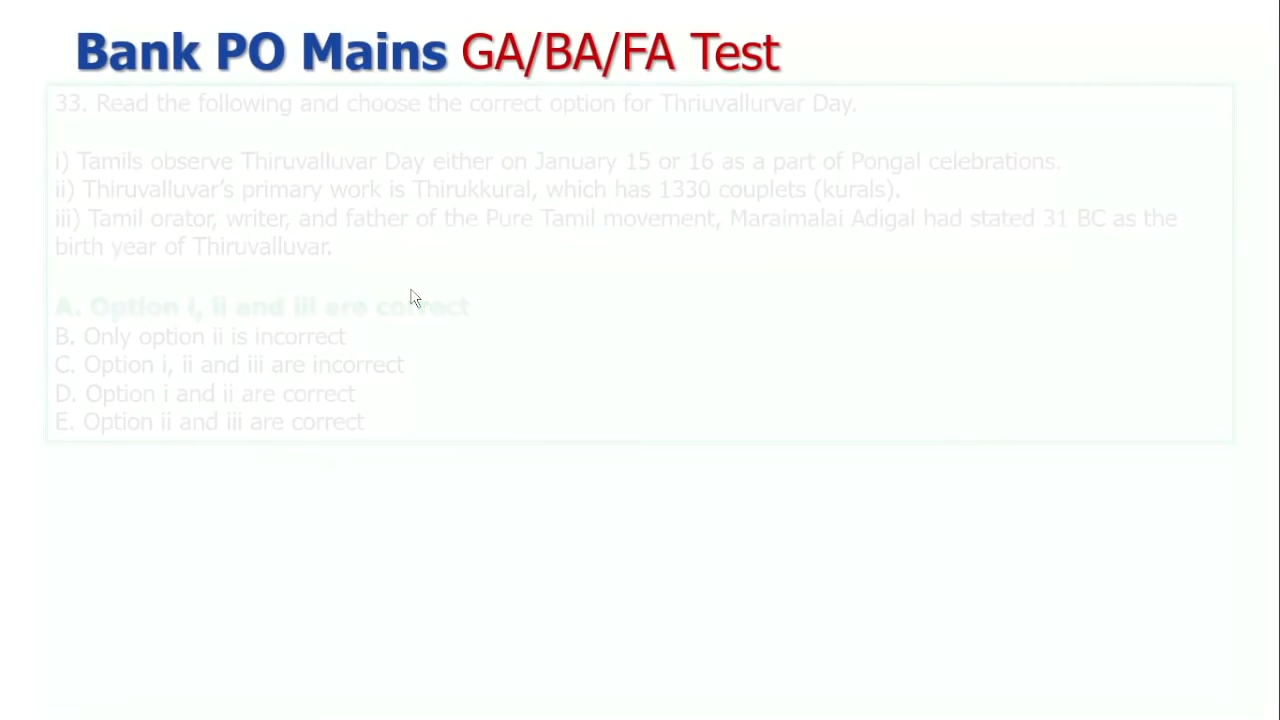 Bank PO Mains GA/BA/FA Test
33. Read the following and choose the correct option for Thriuvallurvar Day.
i) Tamils observe Thiruvalluvar Day either on January 15 or 16 as a part of Pongal celebrations.
ii) Thiruvalluvar's primary work is Thirukkural, which has 1330 couplets (kurals).
iii) Tamil orator, writer, and father of the Pure Tamil movement, Maraimalai Adigal had stated 31 BC as the
birth year of Thiruvalluvar.
A. Option i, ii and iii are correct
B. Only option ii is incorrect
C. Option i, ii and iii are incorrect
D. Option i and ii are correct
E. Option ii and iii are correct